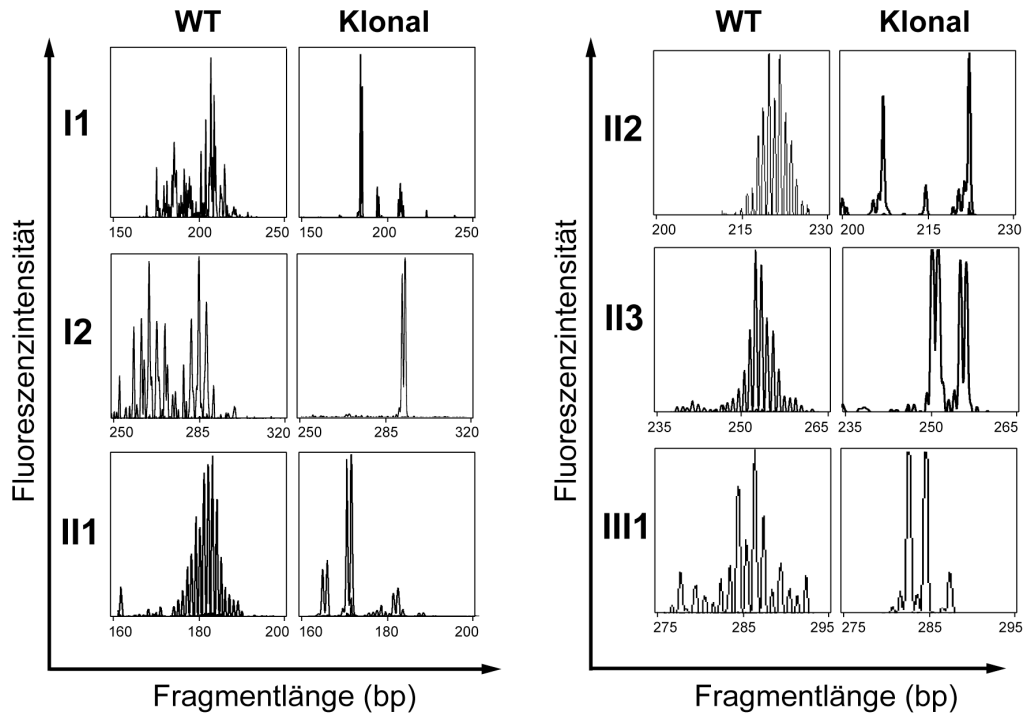 WT Klonal
I1
150 200 250 150 200 250
I2
250 285 320 250 285 320
II1
160 180 200 160 180 200
Fluoreszenzintensität
Fragmentlänge (bp)
WT Klonal
II2
200 215 230 200 215 230
II3
235 250 265 235 250 265
III1
275 285 295 275 285 295
Fluoreszenzintensität
Fragmentlänge (bp)